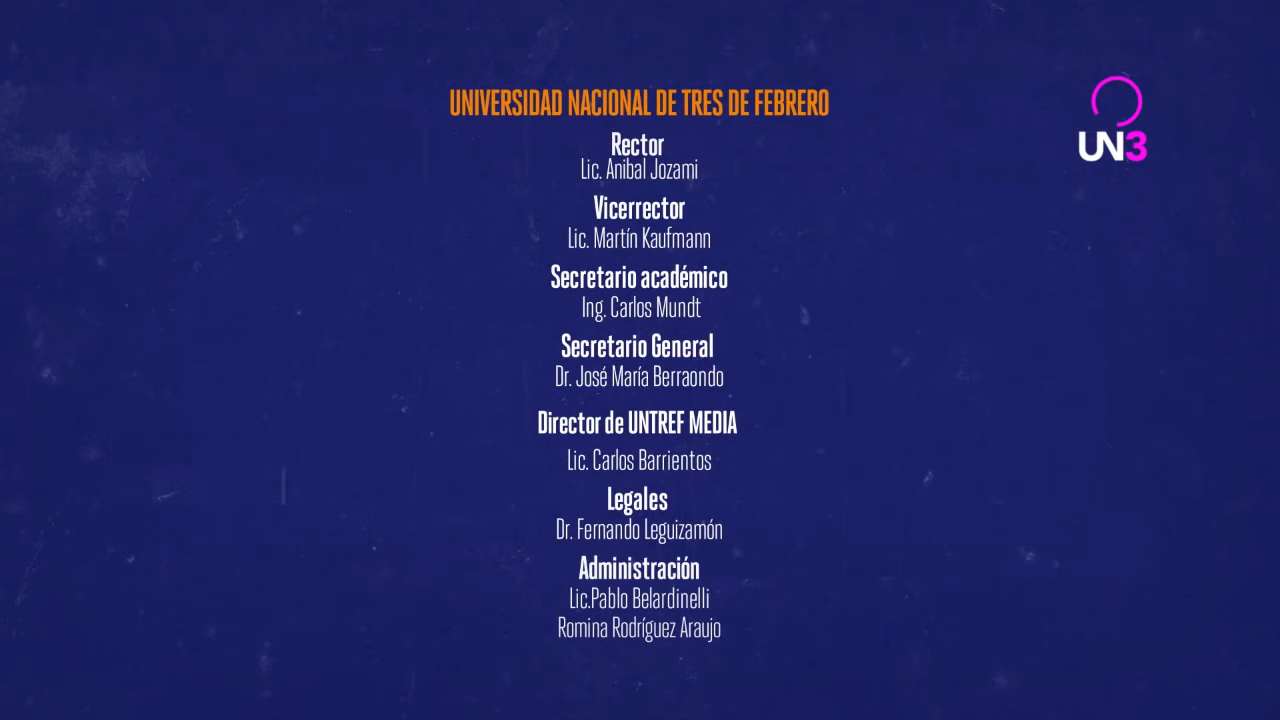 UNIVERSIDAD NACIONAL DE TRES DE FEBRERO
Rector
Lic. Anibal Jozami
Vicerrector
Lic. Martín Kaufmann
Secretario académico
Ing. Carlos Mundt
Secretario General
Dr. José María Berraondo
Director de UNTREF MEDIA
Lic. Carlos Barrientos
Legales
Dr. Fernando Leguizamón
Administración
Lic.Pablo Belardinelli
Romina Rodríguez Araujo
UN3